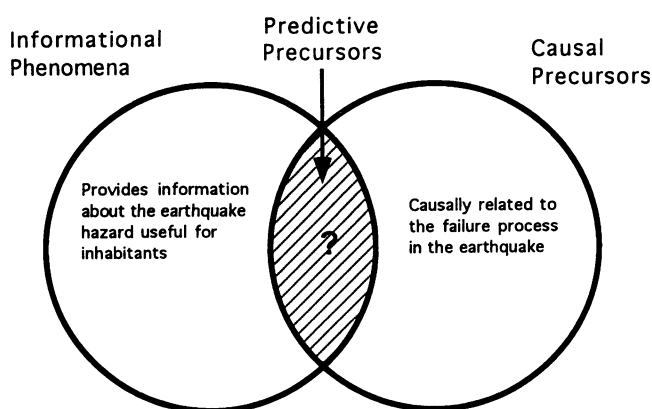 Informational
Phenomena
Predictive
Precursors
Causal
Precursors
Provides information
about the earthquake
hazard useful for
inhabitants
?
Causally related to
the failure process
in the earthquake